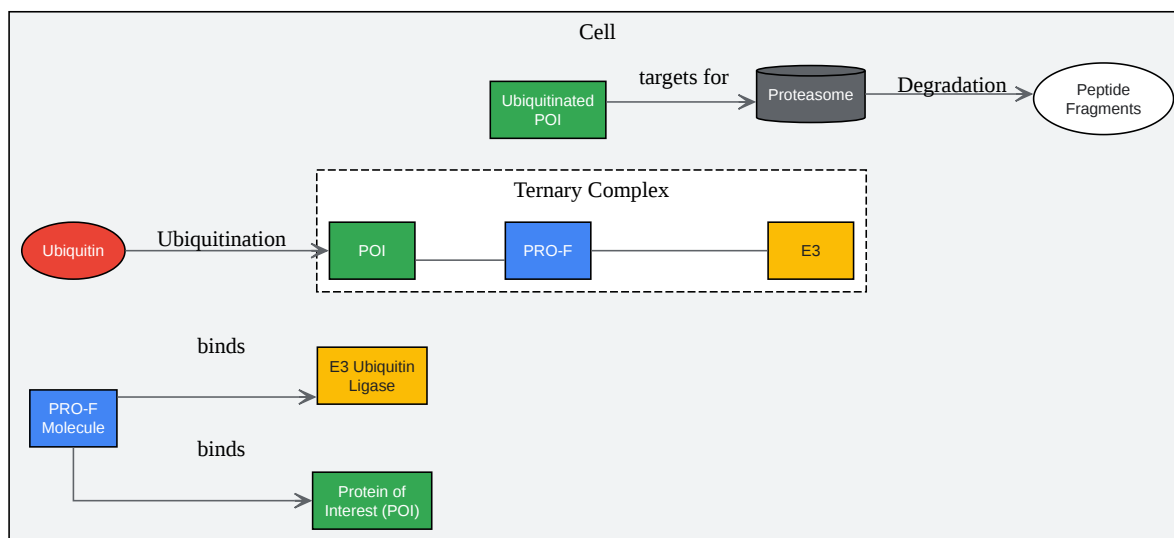 Cell
targets for
Degradation
Ubiquitinated
POI
Proteasome
Peptide
Fragments
Ternary Complex
Ubiquitin
Ubiquitination
POI
PRO-F
E3
binds
E3 Ubiquitin
Ligase
PRO-F
Molecule
binds
Protein of
Interest (POI)